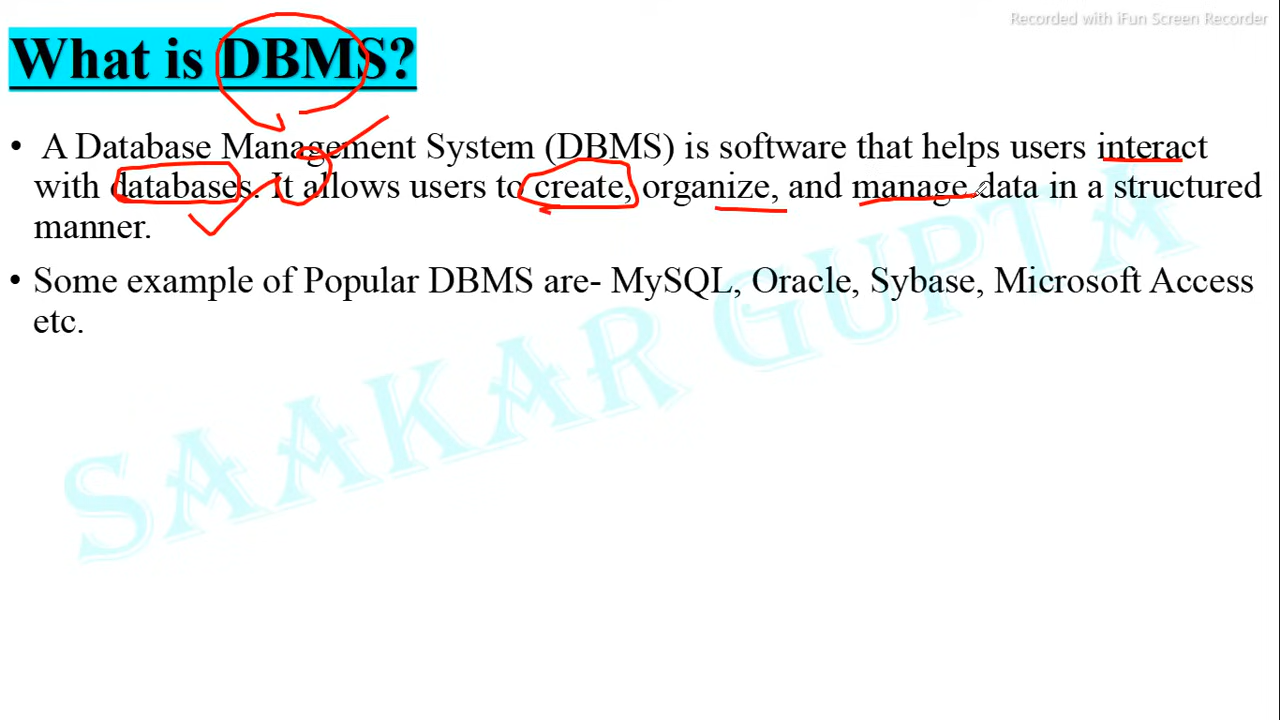 Recorded with iFun Screen Recorder
What is DBMS?
• A Database Management System (DBMS) is software that helps users interact
with databases. It allows users to create, organize, and manage data in a structured
manner.
• Some example of Popular DBMS are- MySQL, Oracle, Sybase, Microsoft Access
etc.
SAAKAR GUPTA